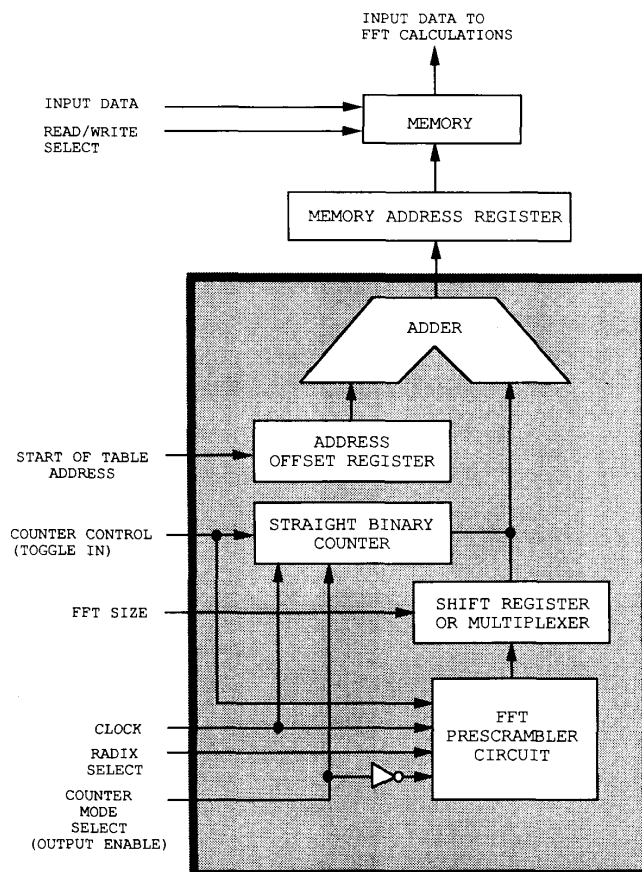 INPUT DATA TO
FFT CALCULATIONS
INPUT DATA
READ/WRITE
SELECT
MEMORY
MEMORY ADDRESS REGISTER
ADDER
START OF TABLE
ADDRESS
ADDRESS
OFFSET REGISTER
COUNTER CONTROL
(TOGGLE IN)
STRAIGHT BINARY
COUNTER
FFT SIZE
SHIFT REGISTER
OR MULTIPLEXER
CLOCK
RADIX
SELECT
COUNTER
MODE
SELECT
(OUTPUT ENABLE)
FFT
PRESCRAMBLER
CIRCUIT